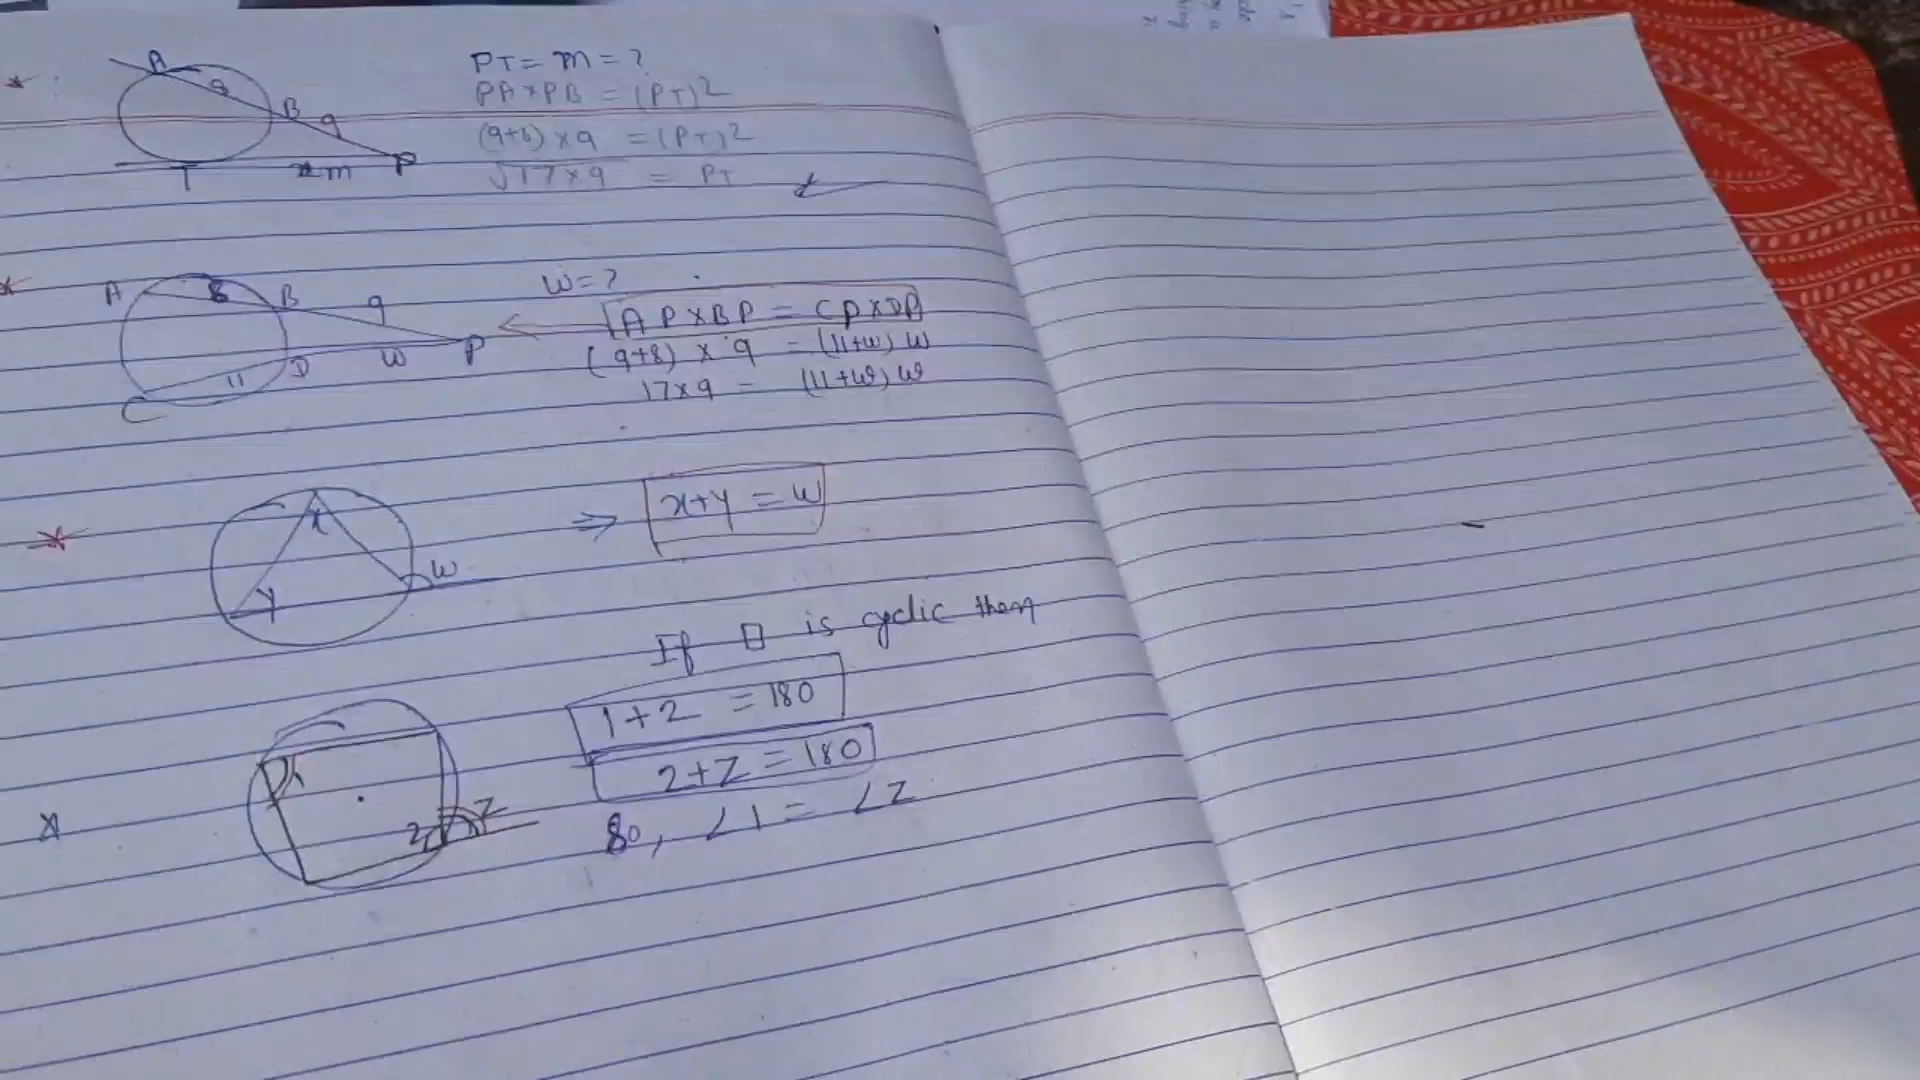 A
8
B
9
T
m
P
PT = m = ?
PA × PB = (PT)2
(9+8) × 9 = (PT)2
√17×9 = PT
A
8
B
9
P
W
D
11
C
W = ?
AP × BP = CP × DP
(9+8) × 9 = (11+w) w
17×9 = (11+w) w
x
y
w
⇒ x+y = w
If □ is cyclic then
1+2 = 180
2+Z = 180
So, ∠1 = ∠Z
1
2
Z